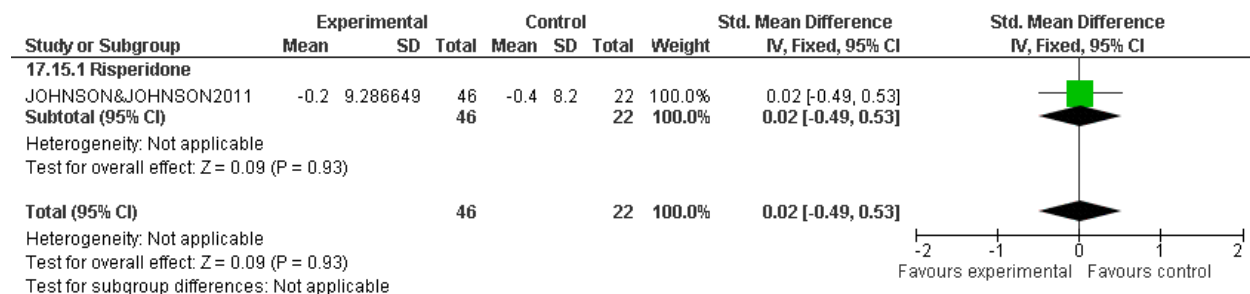 Experimental Control Std. Mean Difference Std. Mean Difference
Study or Subgroup Mean SD Total Mean SD Total Weight IV, Fixed, 95% CI IV, Fixed, 95% CI
17.15.1 Risperidone
JOHNSON&JOHNSON2011 -0.2 9.286649 46 -0.4 8.2 22 100.0% 0.02 [-0.49, 0.53]
Subtotal (95% CI) 46 22 100.0% 0.02 [-0.49, 0.53]
Heterogeneity: Not applicable
Test for overall effect: Z = 0.09 (P = 0.93)
Total (95% CI) 46 22 100.0% 0.02 [-0.49, 0.53]
Heterogeneity: Not applicable
Test for overall effect: Z = 0.09 (P = 0.93)
Test for subgroup differences: Not applicable
-2 -1 0 1 2
Favours experimental Favours control